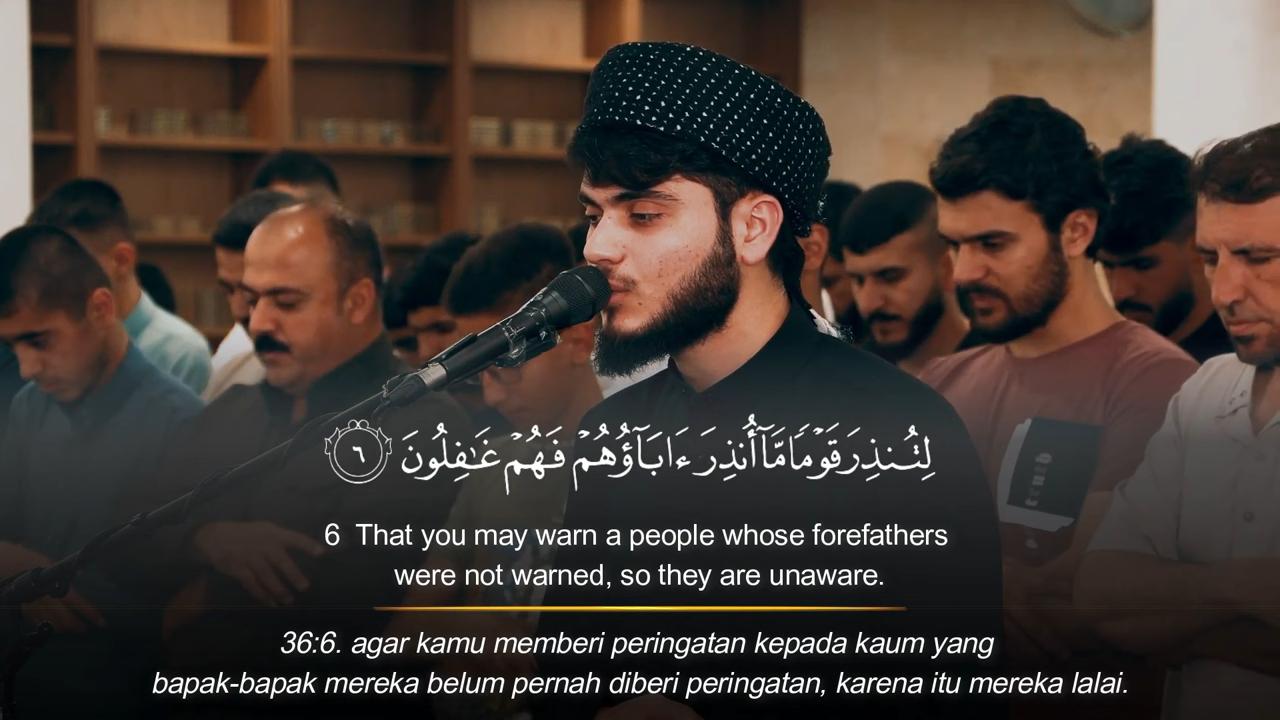 لِتُنذِرَ قَوْمًا مَّآ أُنذِرَ ءَابَآؤُهُمْ فَهُمْ غَـٰفِلُونَ ٦
6 That you may warn a people whose forefathers
were not warned, so they are unaware.
36:6. agar kamu memberi peringatan kepada kaum yang
bapak-bapak mereka belum pernah diberi peringatan, karena itu mereka lalai.